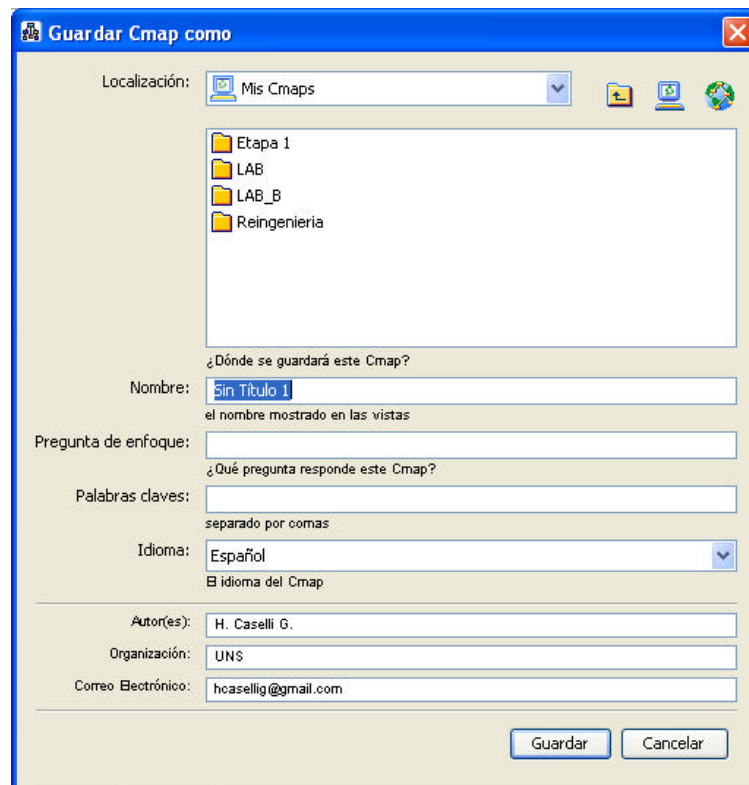 Guardar Cmap como
Localización: Mis Cmaps
Etapa 1
LAB
LAB_B
Reingenieria
¿Dónde se guardará este Cmap?
Nombre: Sin Título 1
el nombre mostrado en las vistas
Pregunta de enfoque:
¿Qué pregunta responde este Cmap?
Palabras claves:
separado por comas
Idioma: Español
El idioma del Cmap
Autor(es): H. Caselli G.
Organización: UNS
Correo Electrónico: hcasellig@gmail.com
Guardar Cancelar